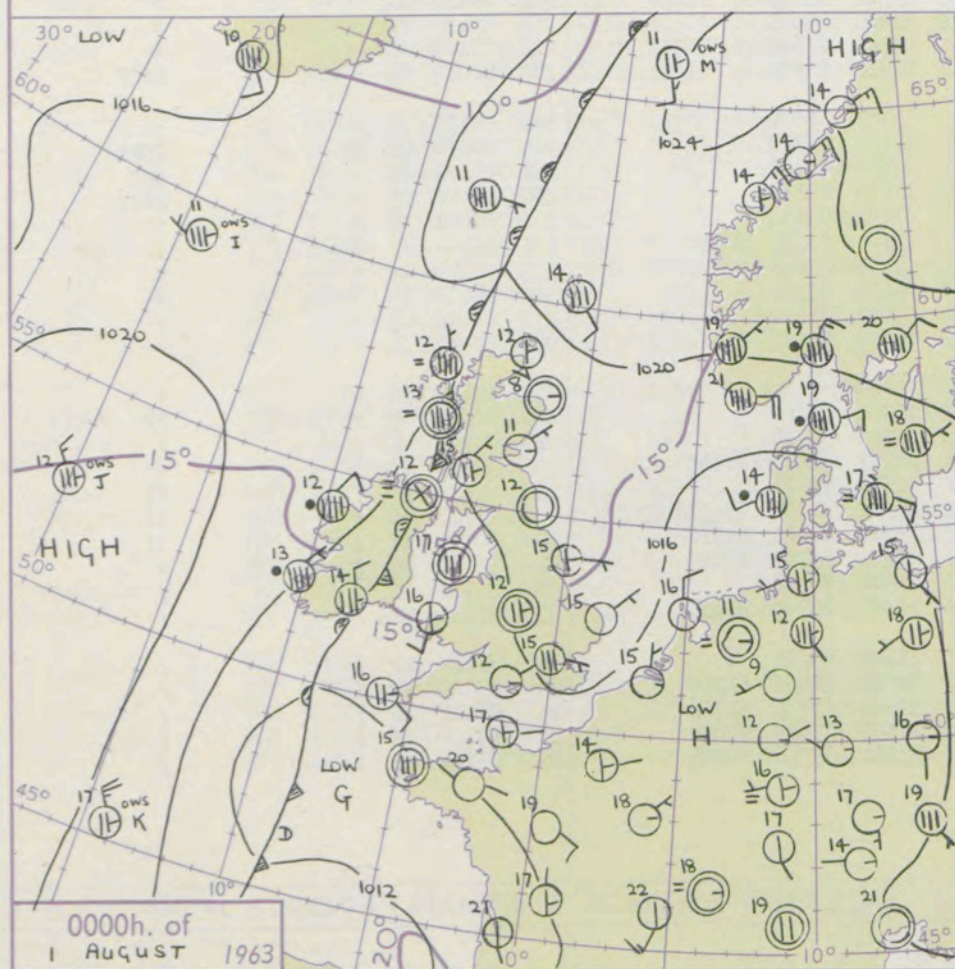 30° LOW 10 20° 10° 11 OWS M 10° HIGH
60° 1016 10° 14 65°
1024 14
11 OWS I 11 14 11
14 60°
55° 1020 12 12 19 19 20
1020
13 8 21 19 18
12 OWS J 15° 15 11 15°
12 12 12 14 17 55°
HIGH
50° 13 14 17 15 1016 15 15
16 12 15 16 11 12 18
15° 15 12 15 9
16 LOW H 12 13 16 50°
LOW G 15 20 17 14 16
17 OWS K 19 18 17 17 19
45° D 14
10° 1012 17 22 18 19 21
21
0000h. of
1 AUGUST 1963
20° 0° 10° 45°